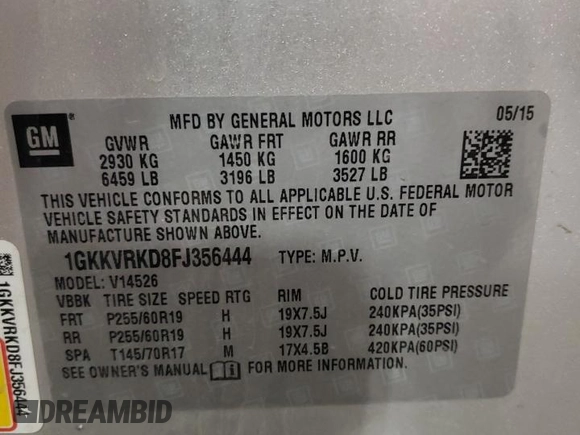 GM ®
MFD BY GENERAL MOTORS LLC
05/15
GVWR GAWR FRT GAWR RR
2930 KG 1450 KG 1600 KG
6459 LB 3196 LB 3527 LB
THIS VEHICLE CONFORMS TO ALL APPLICABLE U.S. FEDERAL MOTOR
VEHICLE SAFETY STANDARDS IN EFFECT ON THE DATE OF
MANUFACTURE SHOWN ABOVE.
1GKKVRKD8FJ356444 TYPE: M.P.V.
MODEL: V14526
VBBK TIRE SIZE SPEED RTG RIM COLD TIRE PRESSURE
FRT P255/60R19 H 19X7.5J 240KPA(35PSI)
RR P255/60R19 H 19X7.5J 240KPA(35PSI)
SPA T145/70R17 M 17X4.5B 420KPA(60PSI)
SEE OWNER'S MANUAL FOR MORE INFORMATION
1GKKVRKD8FJ356444
DREAMBID